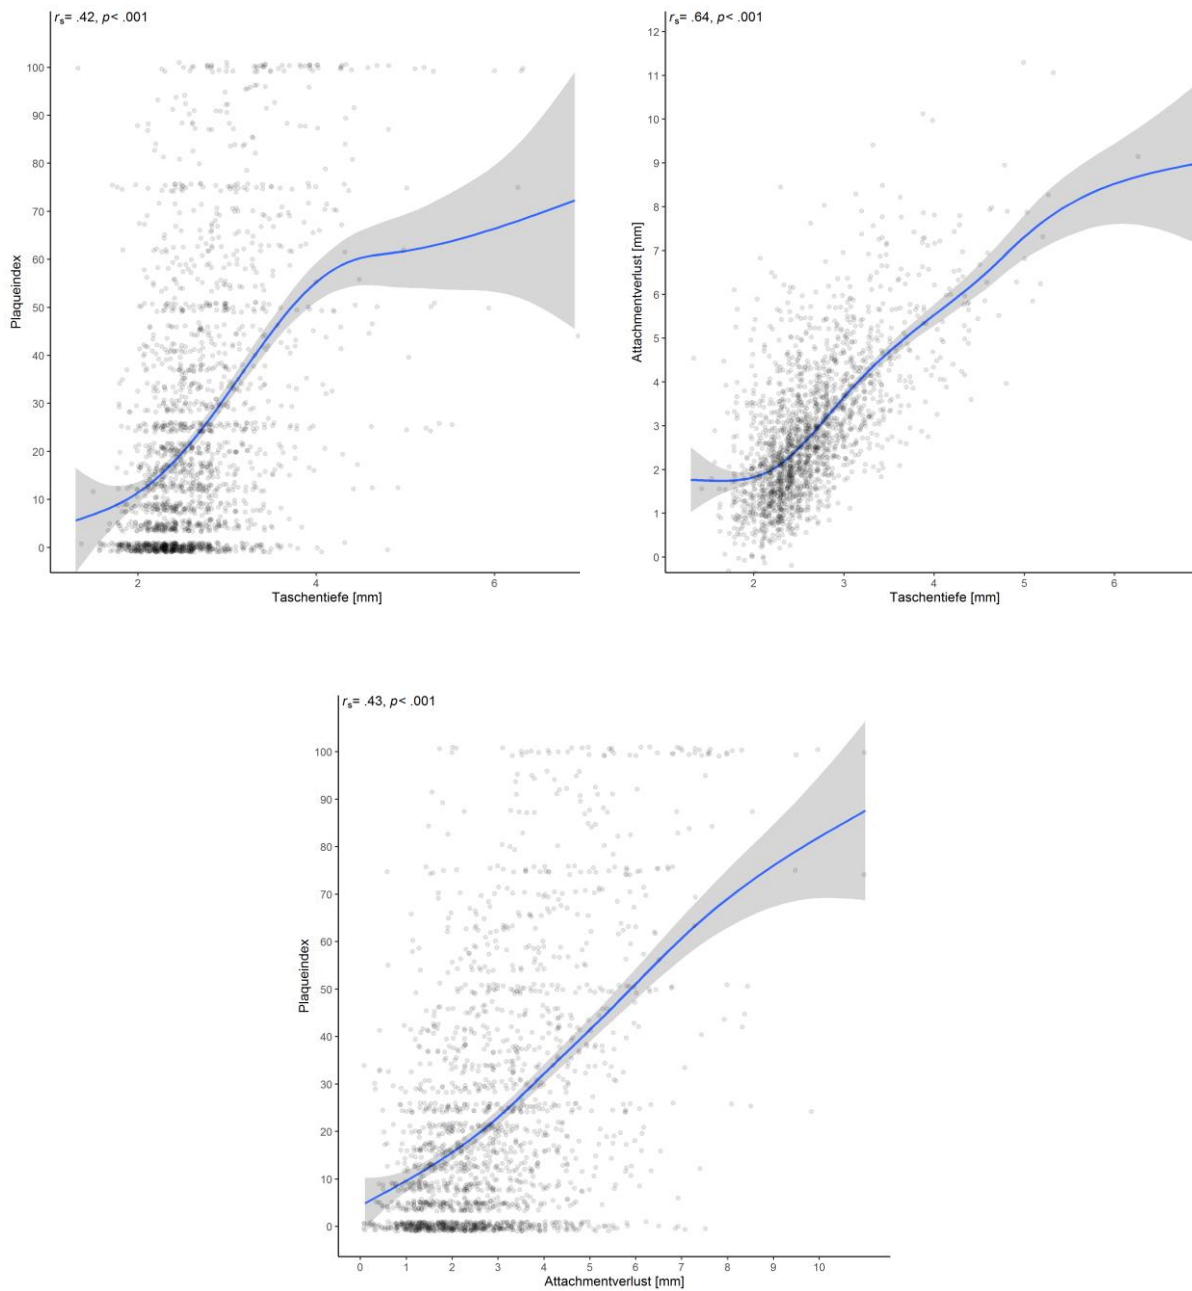 rs= .42, p< .001
100
90
80
70
60
50
40
30
20
10
0
Plaqueindex
2 4 6
Taschentiefe [mm]
rs= .64, p< .001
12
11
10
9
8
7
6
5
4
3
2
1
0
Attachmentverlust [mm]
2 3 4 5 6
Taschentiefe [mm]
rs= .43, p< .001
100
90
80
70
60
50
40
30
20
10
0
Plaqueindex
0 1 2 3 4 5 6 7 8 9 10
Attachmentverlust [mm]